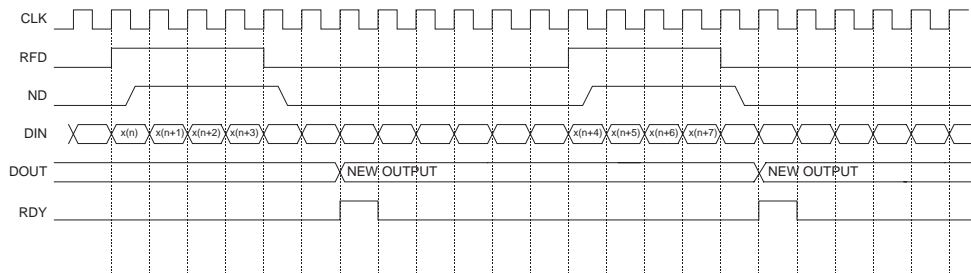 CLK
RFD
ND
DIN x(n) x(n+1) x(n+2) x(n+3) x(n+4) x(n+5) x(n+6) x(n+7)
DOUT NEW OUTPUT NEW OUTPUT
RDY